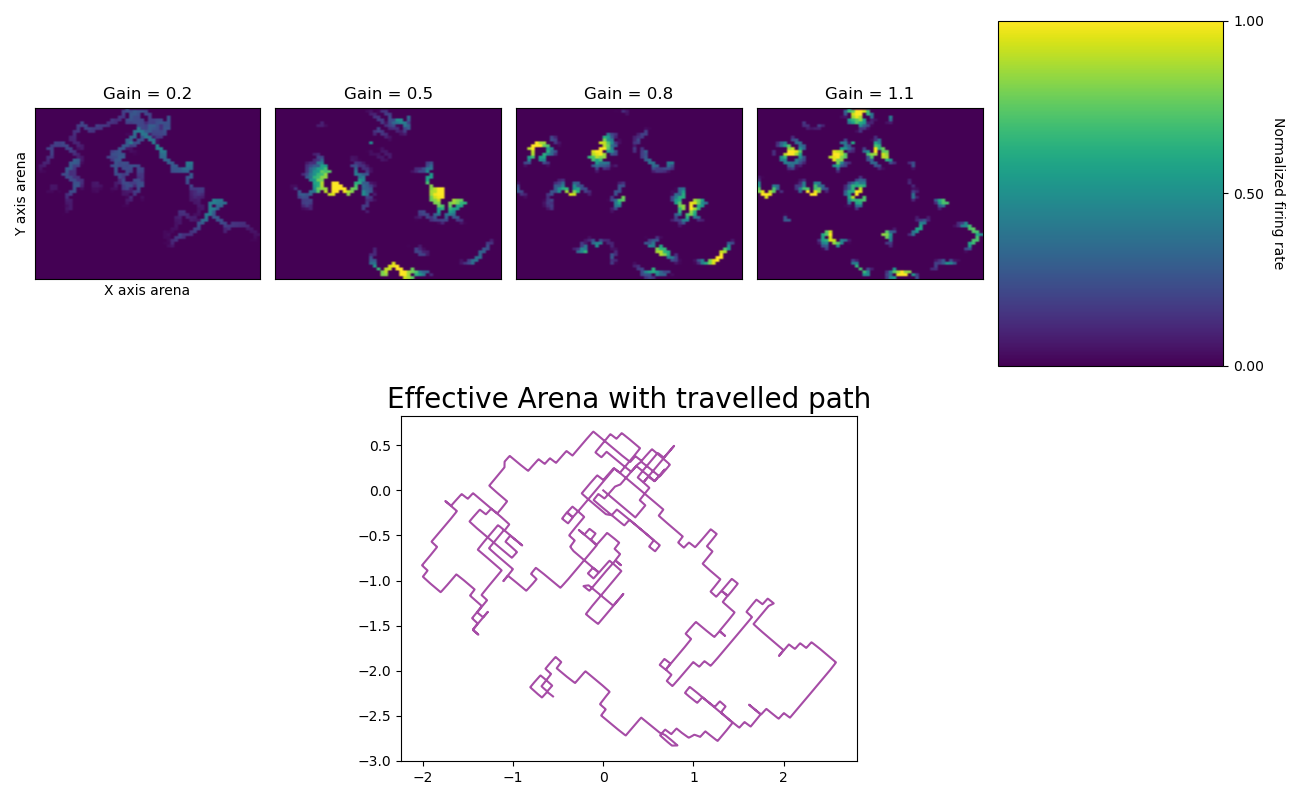 Gain = 0.2
Gain = 0.5
Gain = 0.8
Gain = 1.1
Y axis arena
X axis arena
1.00
0.50
0.00
Normalized firing rate
Effective Arena with travelled path
0.5
0.0
−0.5
−1.0
−1.5
−2.0
−2.5
−3.0
−2
−1
0
1
2